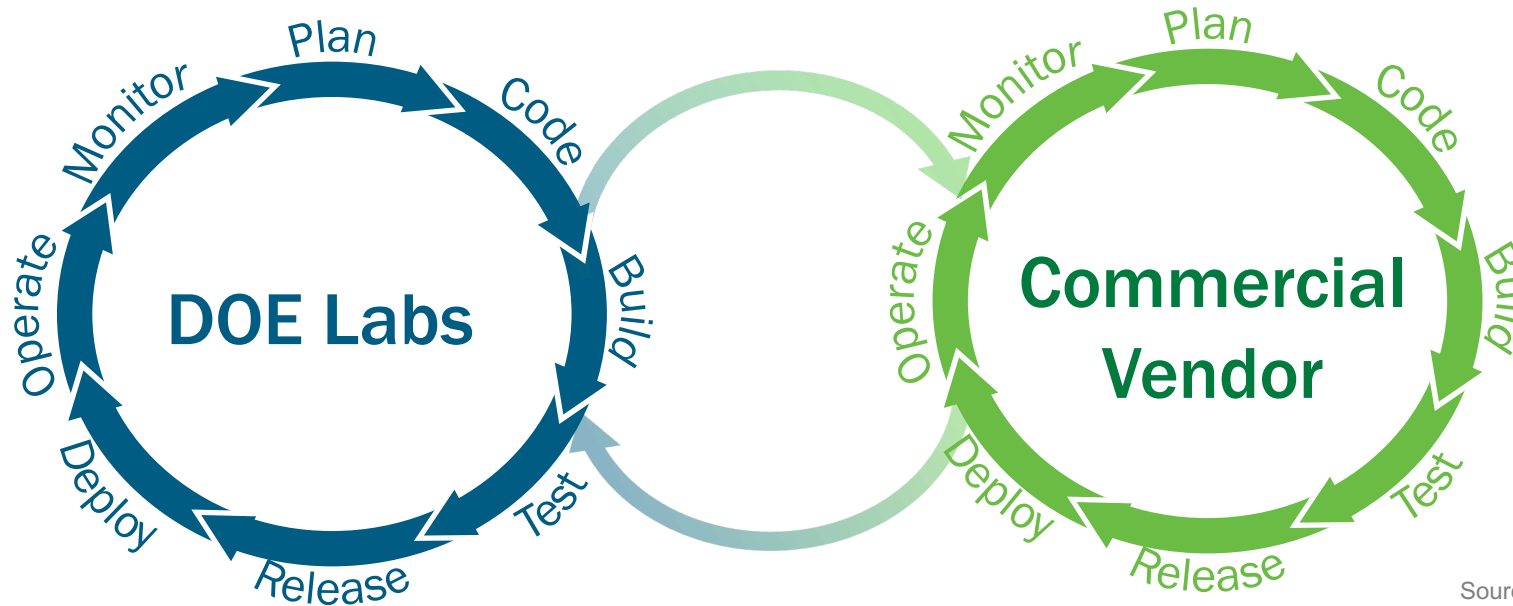 Plan
Code
Build
Test
Release
Deploy
Operate
Monitor
DOE Labs
Plan
Code
Build
Test
Release
Deploy
Operate
Monitor
Commercial
Vendor